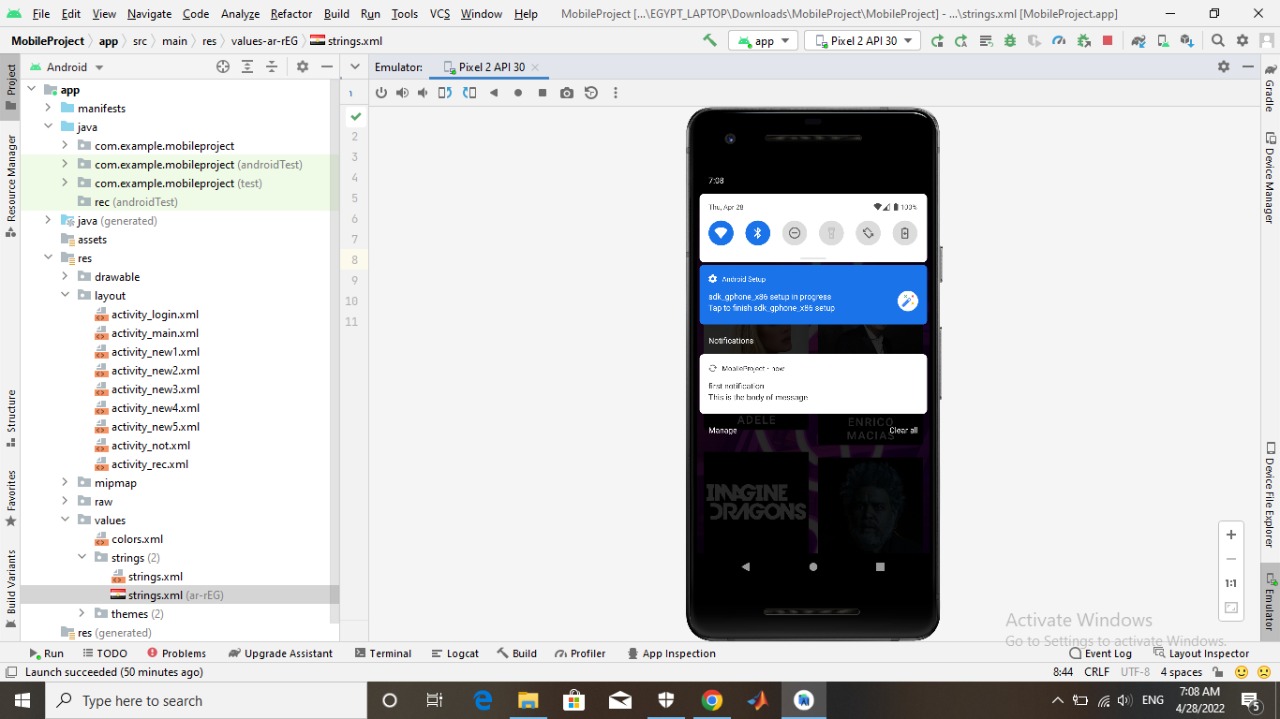 File Edit View Navigate Code Analyze Refactor Build Run Tools VCS Window Help MobileProject [...\EGYPT_LAPTOP\Downloads\MobileProject\MobileProject] - ...\strings.xml [MobileProject.app]
MobileProject app src main res values-ar-rEG strings.xml app Pixel 2 API 30
Android
Emulator: Pixel 2 API 30
Project
Resource Manager
Structure
Favorites
Build Variants
app
manifests
java
com.example.mobileproject
com.example.mobileproject (androidTest)
com.example.mobileproject (test)
rec (androidTest)
java (generated)
assets
res
drawable
layout
activity_login.xml
activity_main.xml
activity_new1.xml
activity_new2.xml
activity_new3.xml
activity_new4.xml
activity_new5.xml
activity_not.xml
activity_rec.xml
mipmap
raw
values
colors.xml
strings (2)
strings.xml
strings.xml (ar-rEG)
themes (2)
res (generated)
1
2
3
4
5
6
7
8
9
10
11
7:08
Thu, Apr 28 100%
Android Setup
sdk_gphone_x86 setup in progress
Tap to finish sdk_gphone_x86 setup
Notifications
MobileProject • now
first notification
This is the body of message
ADELE
ENRICO
MACIAS
Manage Clear all
IMAGINE
DRAGONS
1:1
Gradle
Device Manager
Device File Explorer
Emulator
Activate Windows
Go to Settings to activate Windows.
Run TODO Problems Upgrade Assistant Terminal Logcat Build Profiler App Inspection Event Log Layout Inspector
Launch succeeded (50 minutes ago) 8:44 CRLF UTF-8 4 spaces
Type here to search ENG 7:08 AM
4/28/2022
5